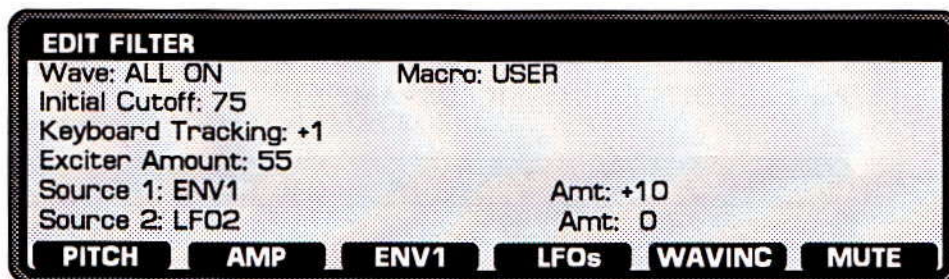 EDIT FILTER
Wave: ALL ON Macro: USER
Initial Cutoff: 75
Keyboard Tracking: +1
Exciter Amount: 55
Source 1: ENV1 Amt: +10
Source 2: LFO2 Amt: 0
PITCH AMP ENV1 LFOs WAVINC MUTE